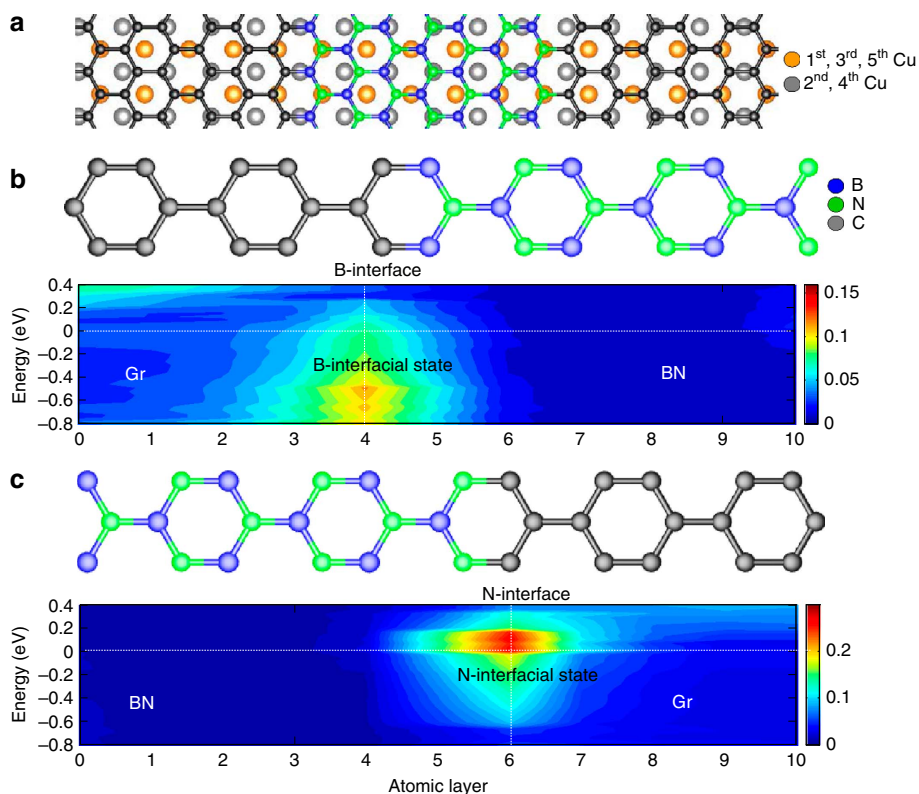 a
1st, 3rd, 5th Cu
2nd, 4th Cu
b
B
N
C
B-interface
Energy (eV)
0.4
0.2
0
−0.2
−0.4
−0.6
−0.8
B-interfacial state
Gr
BN
0.15
0.10
0.05
0
0 1 2 3 4 5 6 7 8 9 10
c
N-interface
Energy (eV)
0.4
0.2
0
−0.2
−0.4
−0.6
−0.8
N-interfacial state
BN
Gr
0.2
0.1
0
0 1 2 3 4 5 6 7 8 9 10
Atomic layer